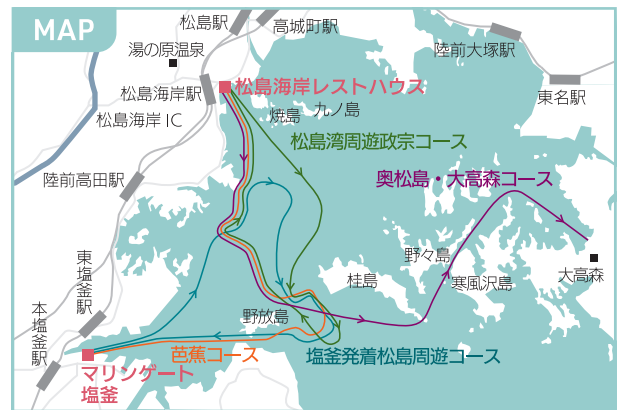 MAP
松島駅
高城町駅
湯の原温泉
陸前大塚駅
松島海岸レストハウス
松島海岸駅
東名駅
焼島
九ノ島
松島海岸 IC
松島湾周遊政宗コース
陸前高田駅
奥松島・大高森コース
野々島
東塩釜駅
桂島
寒風沢島
大高森
本塩釜駅
野放島
芭蕉コース
塩釜発着松島周遊コース
マリンゲート
塩釜